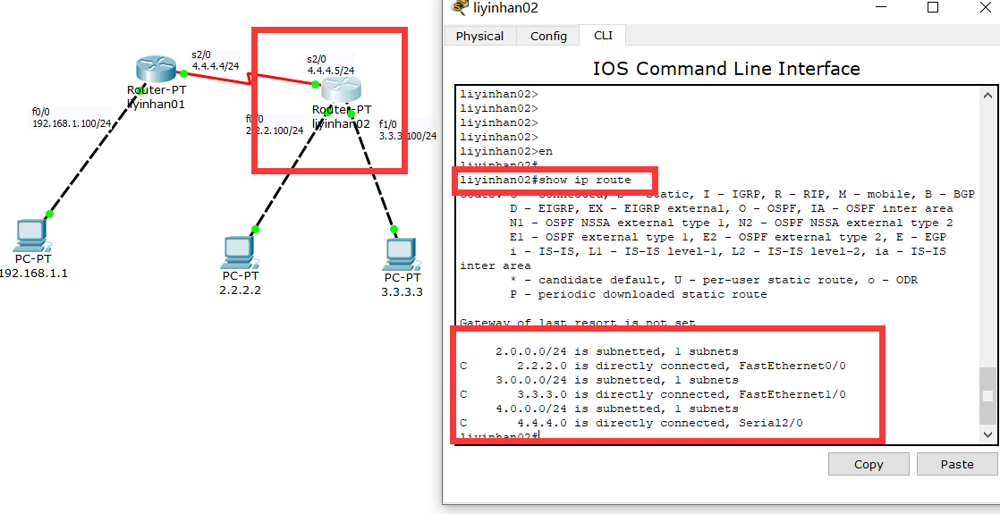 s2/0
4.4.4.4/24
Router-PT
liyinhan01
f0/0
192.168.1.100/24
s2/0
4.4.4.5/24
Router-PT
liyinhan02
f0/0
2.2.2.100/24
f1/0
3.3.3.100/24
PC-PT
192.168.1.1
PC-PT
2.2.2.2
PC-PT
3.3.3.3
liyinhan02
Physical
Config
CLI
IOS Command Line Interface
liyinhan02>
liyinhan02>
liyinhan02>
liyinhan02>
liyinhan02>en
liyinhan02#
liyinhan02#show ip route
Codes: C - connected, S - static, I - IGRP, R - RIP, M - mobile, B - BGP
D - EIGRP, EX - EIGRP external, O - OSPF, IA - OSPF inter area
N1 - OSPF NSSA external type 1, N2 - OSPF NSSA external type 2
E1 - OSPF external type 1, E2 - OSPF external type 2, E - EGP
i - IS-IS, L1 - IS-IS level-1, L2 - IS-IS level-2, ia - IS-IS
inter area
* - candidate default, U - per-user static route, o - ODR
P - periodic downloaded static route
Gateway of last resort is not set
2.0.0.0/24 is subnetted, 1 subnets
C 2.2.2.0 is directly connected, FastEthernet0/0
3.0.0.0/24 is subnetted, 1 subnets
C 3.3.3.0 is directly connected, FastEthernet1/0
4.0.0.0/24 is subnetted, 1 subnets
C 4.4.4.0 is directly connected, Serial2/0
liyinhan02#
Copy
Paste